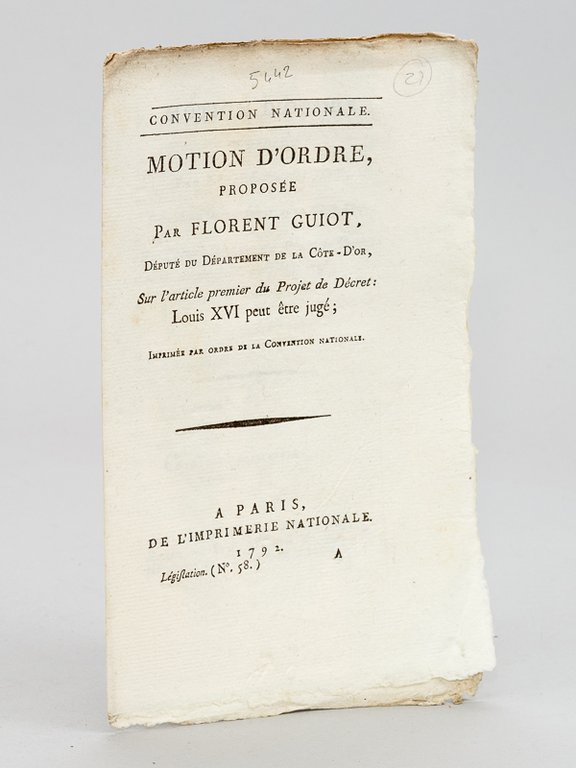 5442
21
CONVENTION NATIONALE.
MOTION D'ORDRE,
PROPOSÉE
PAR FLORENT GUIOT,
DÉPUTÉ DU DÉPARTEMENT DE LA CÔTE-D'OR,
Sur l'article premier du Projet de Décret:
Louis XVI peut être jugé;
IMPRIMÉE PAR ORDRE DE LA CONVENTION NATIONALE.
A PARIS,
DE L'IMPRIMERIE NATIONALE.
1792.
Légiſlation. (N°. 58.) A